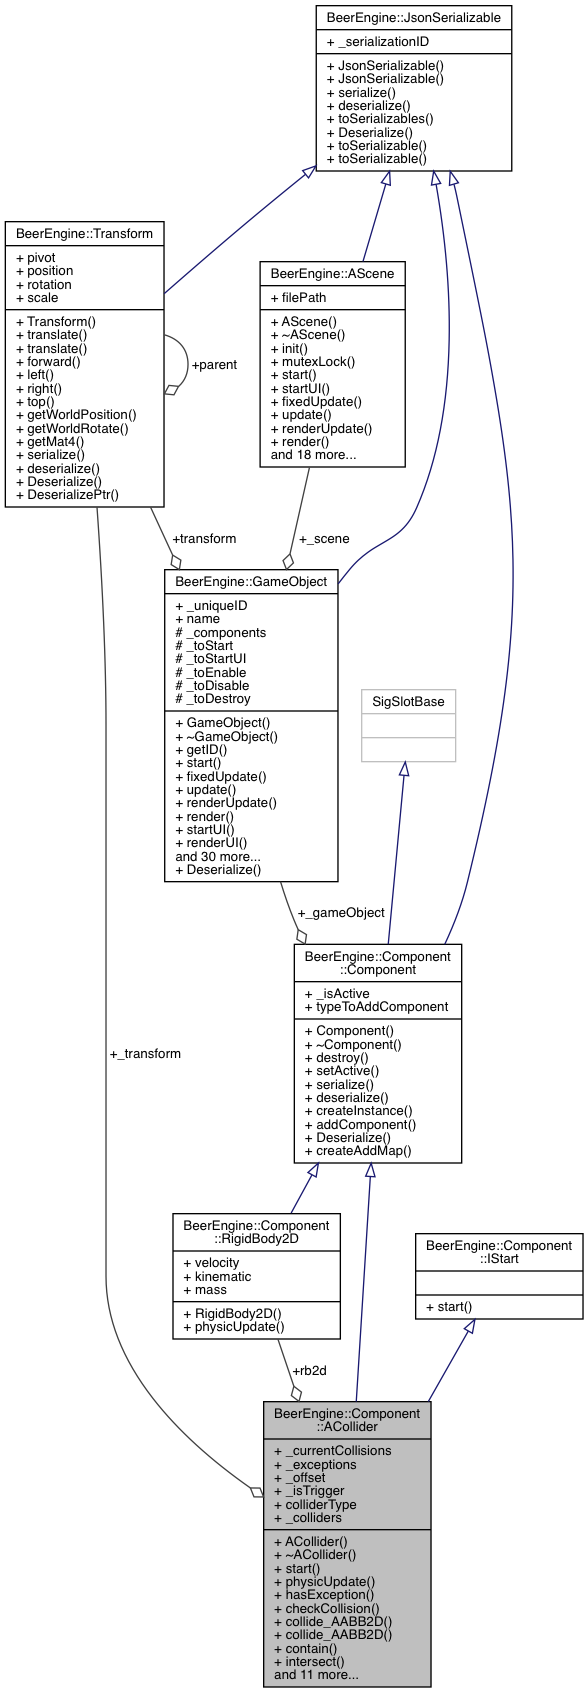 BeerEngine::JsonSerializable
+ _serializationID
+ JsonSerializable()
+ JsonSerializable()
+ serialize()
+ deserialize()
+ toSerializables()
+ Deserialize()
+ toSerializable()
+ toSerializable()
BeerEngine::Transform
+ pivot
+ position
+ rotation
+ scale
+ Transform()
+ translate()
+ translate()
+ forward()
+ left()
+ right()
+ top()
+ getWorldPosition()
+ getWorldRotate()
+ getMat4()
+ serialize()
+ deserialize()
+ Deserialize()
+ DeserializePtr()
+parent
BeerEngine::AScene
+ filePath
+ AScene()
+ ~AScene()
+ init()
+ mutexLock()
+ start()
+ startUI()
+ fixedUpdate()
+ update()
+ renderUpdate()
+ render()
and 18 more...
+transform
+_scene
BeerEngine::GameObject
+ _uniqueID
+ name
# _components
# _toStart
# _toStartUI
# _toEnable
# _toDisable
# _toDestroy
+ GameObject()
+ ~GameObject()
+ getID()
+ start()
+ fixedUpdate()
+ update()
+ renderUpdate()
+ render()
+ startUI()
+ renderUI()
and 30 more...
+ Deserialize()
SigSlotBase
+_gameObject
BeerEngine::Component
::Component
+ _isActive
+ typeToAddComponent
+ Component()
+ ~Component()
+ destroy()
+ setActive()
+ serialize()
+ deserialize()
+ createInstance()
+ addComponent()
+ Deserialize()
+ createAddMap()
+_transform
BeerEngine::Component
::RigidBody2D
+ velocity
+ kinematic
+ mass
+ RigidBody2D()
+ physicUpdate()
BeerEngine::Component
::IStart
+ start()
+rb2d
BeerEngine::Component
::ACollider
+ _currentCollisions
+ _exceptions
+ _offset
+ _isTrigger
+ colliderType
+ _colliders
+ ACollider()
+ ~ACollider()
+ start()
+ physicUpdate()
+ hasException()
+ checkCollision()
+ collide_AABB2D()
+ collide_AABB2D()
+ contain()
+ intersect()
and 11 more...